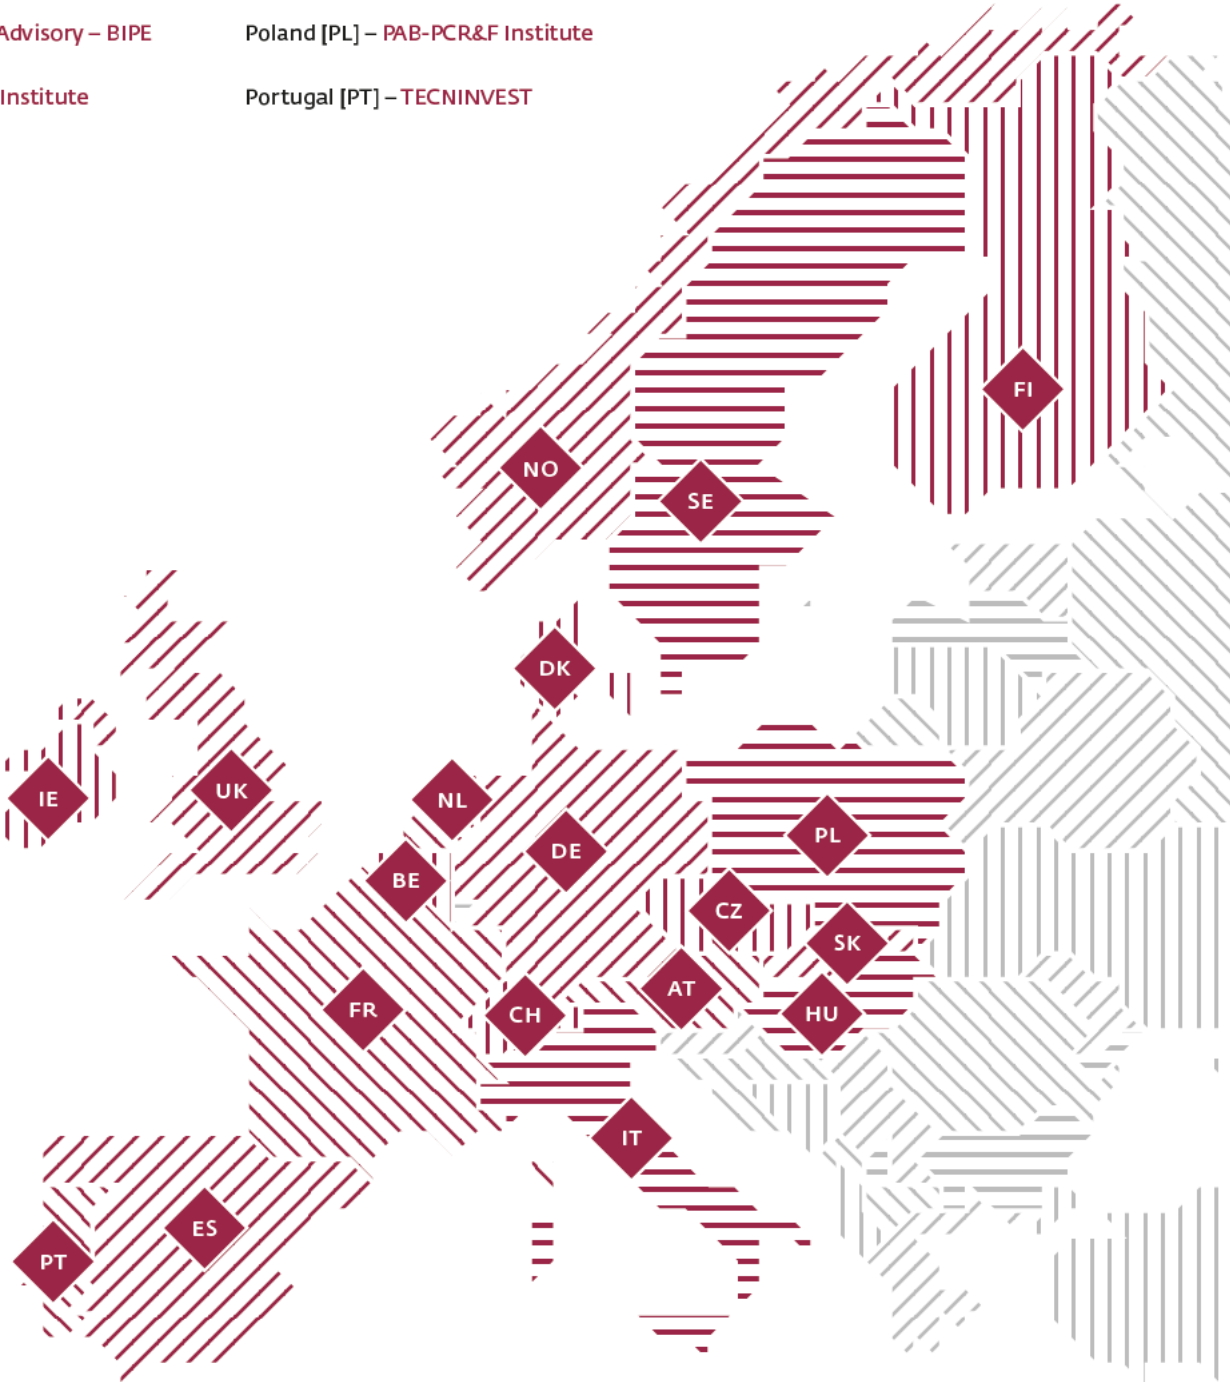 Advisory – BIPE
Poland [PL] – PAB-PCR&F Institute
Institute
Portugal [PT] – TECNINVEST
FI
NO
SE
DK
IE
UK
NL
DE
PL
BE
CZ
SK
AT
FR
CH
HU
IT
ES
PT